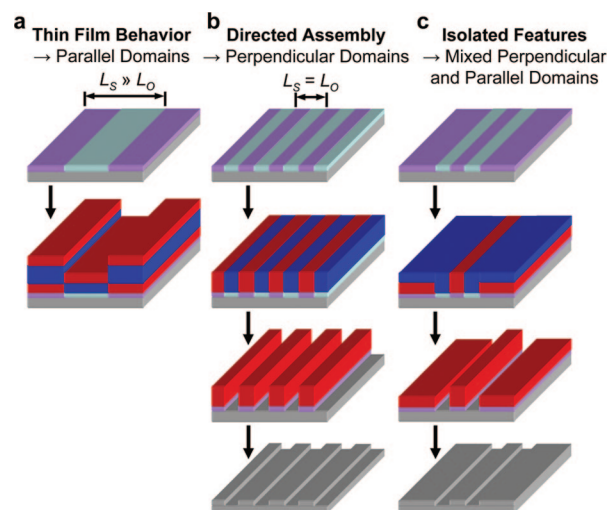 a Thin Film Behavior
→ Parallel Domains
L_S » L_O
b Directed Assembly
→ Perpendicular Domains
L_S = L_O
c Isolated Features
→ Mixed Perpendicular
and Parallel Domains